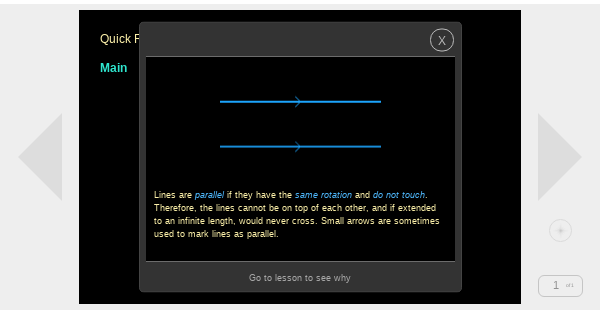 Quick
Main
X
Lines are parallel if they have the same rotation and do not touch.
Therefore, the lines cannot be on top of each other, and if extended
to an infinite length, would never cross. Small arrows are sometimes
used to mark lines as parallel.
Go to lesson to see why
1 of 1